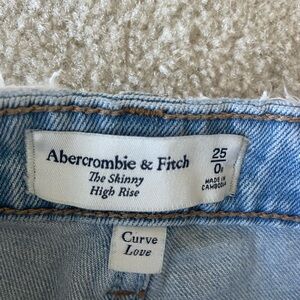 Abercrombie & Fitch
The Skinny
High Rise
25
0R
MADE IN
CAMBODIA
Curve
Love